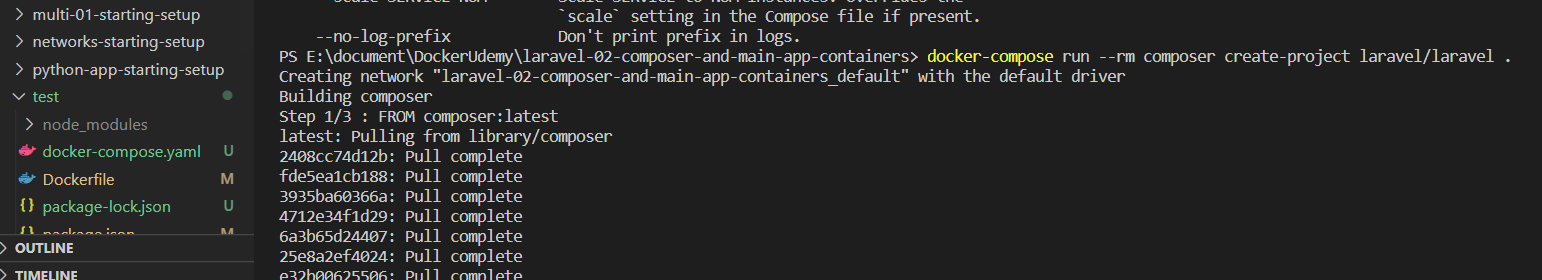 multi-01-starting-setup
networks-starting-setup
python-app-starting-setup
test
node_modules
docker-compose.yaml U
Dockerfile M
package-lock.json U
package.json M
OUTLINE
TIMELINE
`scale` setting in the Compose file if present.
--no-log-prefix Don't print prefix in logs.
PS E:\document\DockerUdemy\laravel-02-composer-and-main-app-containers> docker-compose run --rm composer create-project laravel/laravel .
Creating network "laravel-02-composer-and-main-app-containers_default" with the default driver
Building composer
Step 1/3 : FROM composer:latest
latest: Pulling from library/composer
2408cc74d12b: Pull complete
fde5ea1cb188: Pull complete
3935ba60366a: Pull complete
4712e34f1d29: Pull complete
6a3b65d24407: Pull complete
25e8a2ef4024: Pull complete
e32b00625506: Pull complete